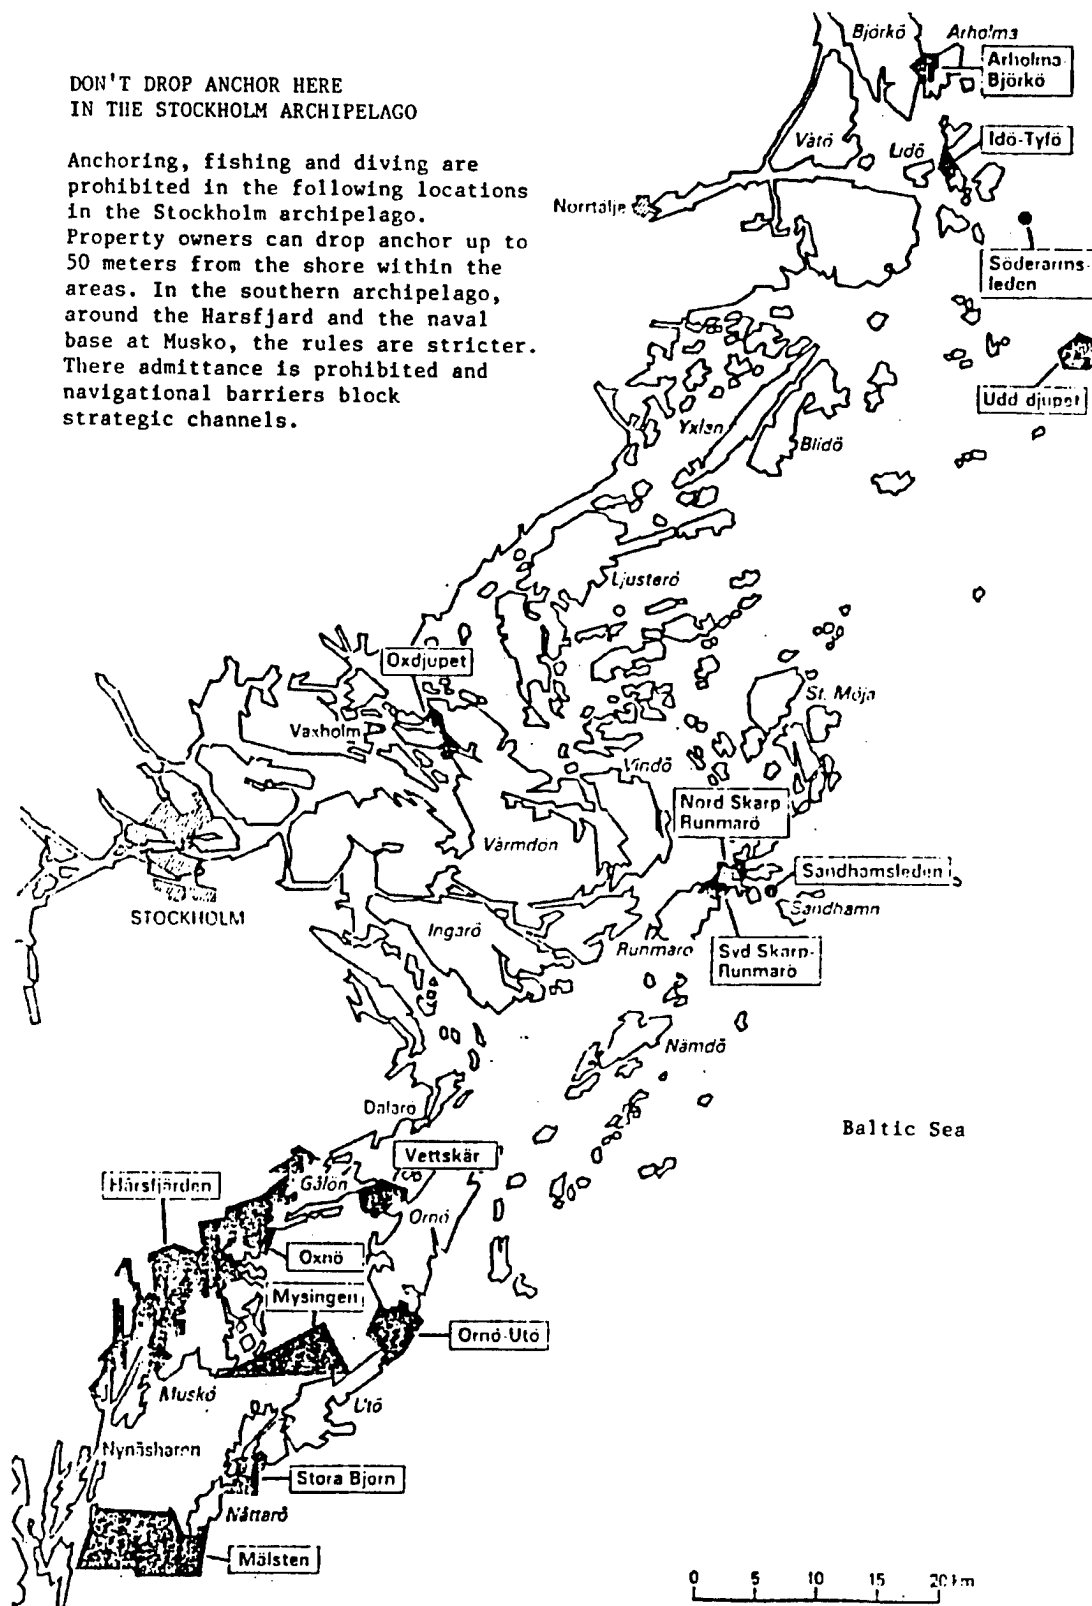 DON'T DROP ANCHOR HERE
IN THE STOCKHOLM ARCHIPELAGO
Anchoring, fishing and diving are
prohibited in the following locations
in the Stockholm archipelago.
Property owners can drop anchor up to
50 meters from the shore within the
areas. In the southern archipelago,
around the Harsfjard and the naval
base at Musko, the rules are stricter.
There admittance is prohibited and
navigational barriers block
strategic channels.
Björkö
Arholma
Arholma-
Björkö
Vätö
Lidö
Idö-Tyfö
Norrtälje
Söderarms-
leden
Udd djupet
Yxlan
Blidö
Ljusterö
Oxdjupet
St. Möja
Vaxholm
Vindö
Nord Skarp
Runmarö
Värmdön
Sandhamsleden
STOCKHOLM
Sandhamn
Ingarö
Runmarö
Syd Skarp-
Runmarö
Nämdö
Dalarö
Baltic Sea
Vettskär
Hårsfjärden
Gålön
Ornö
Oxnö
Mysingen
Ornö-Utö
Muskö
Utö
Nynäshamn
Stora Björn
Nåttarö
Mälsten
0 5 10 15 20 km